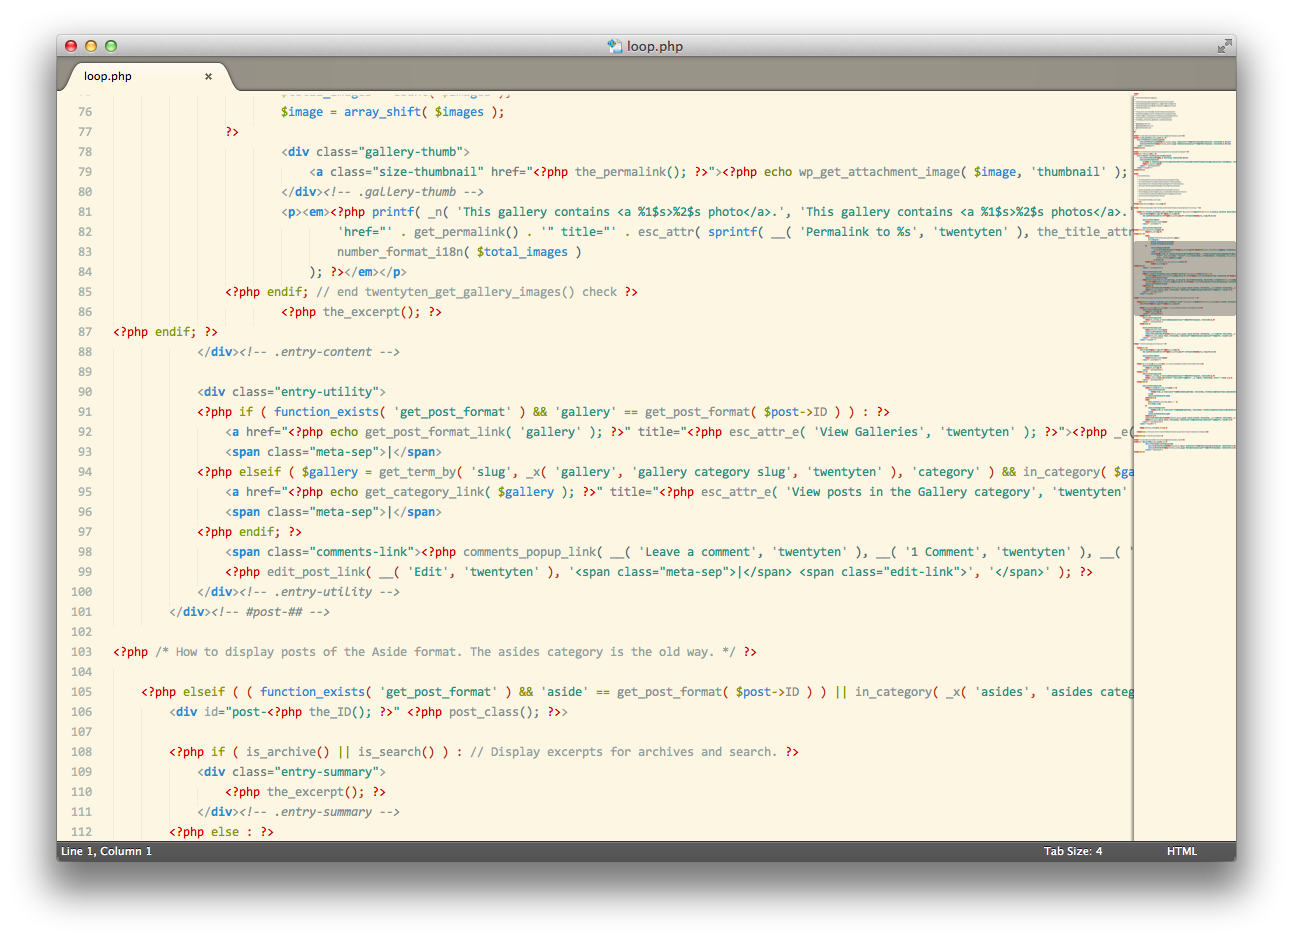 loop.php
loop.php ×
76 $image = array_shift( $images );
77 ?>
78 <div class="gallery-thumb">
79 <a class="size-thumbnail" href="<?php the_permalink(); ?>"><?php echo wp_get_attachment_image( $image, 'thumbnail' );
80 </div><!-- .gallery-thumb -->
81 <p><em><?php printf( _n( 'This gallery contains <a %1$s>%2$s photo</a>.', 'This gallery contains <a %1$s>%2$s photos</a>.
82 'href="' . get_permalink() . '" title="' . esc_attr( sprintf( __( 'Permalink to %s', 'twentyten' ), the_title_attr
83 number_format_i18n( $total_images )
84 ); ?></em></p>
85 <?php endif; // end twentyten_get_gallery_images() check ?>
86 <?php the_excerpt(); ?>
87 <?php endif; ?>
88 </div><!-- .entry-content -->
89
90 <div class="entry-utility">
91 <?php if ( function_exists( 'get_post_format' ) && 'gallery' == get_post_format( $post->ID ) ) : ?>
92 <a href="<?php echo get_post_format_link( 'gallery' ); ?>" title="<?php esc_attr_e( 'View Galleries', 'twentyten' ); ?>"><?php _e(
93 <span class="meta-sep">|</span>
94 <?php elseif ( $gallery = get_term_by( 'slug', _x( 'gallery', 'gallery category slug', 'twentyten' ), 'category' ) && in_category( $ga
95 <a href="<?php echo get_category_link( $gallery ); ?>" title="<?php esc_attr_e( 'View posts in the Gallery category', 'twentyten'
96 <span class="meta-sep">|</span>
97 <?php endif; ?>
98 <span class="comments-link"><?php comments_popup_link( __( 'Leave a comment', 'twentyten' ), __( '1 Comment', 'twentyten' ), __( '
99 <?php edit_post_link( __( 'Edit', 'twentyten' ), '<span class="meta-sep">|</span> <span class="edit-link">', '</span>' ); ?>
100 </div><!-- .entry-utility -->
101 </div><!-- #post-## -->
102
103 <?php /* How to display posts of the Aside format. The asides category is the old way. */ ?>
104
105 <?php elseif ( ( function_exists( 'get_post_format' ) && 'aside' == get_post_format( $post->ID ) ) || in_category( _x( 'asides', 'asides categ
106 <div id="post-<?php the_ID(); ?>" <?php post_class(); ?>>
107
108 <?php if ( is_archive() || is_search() ) : // Display excerpts for archives and search. ?>
109 <div class="entry-summary">
110 <?php the_excerpt(); ?>
111 </div><!-- .entry-summary -->
112 <?php else : ?>
Line 1, Column 1 Tab Size: 4 HTML